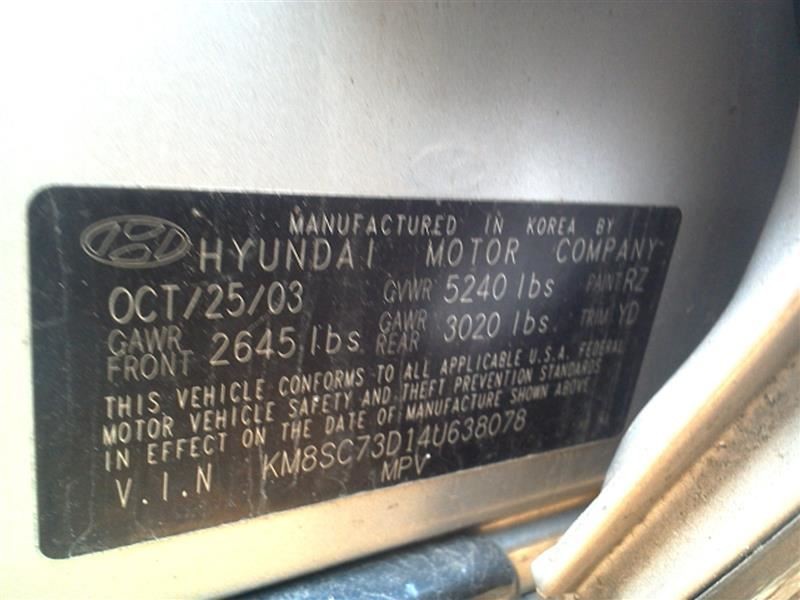 MANUFACTURED IN KOREA BY
HYUNDAI MOTOR COMPANY
OCT/25/03 GVWR 5240 lbs PAINT RZ
GAWR FRONT 2645 lbs GAWR REAR 3020 lbs. TRIM YD
THIS VEHICLE CONFORMS TO ALL APPLICABLE U.S.A. FEDERAL
MOTOR VEHICLE SAFETY AND THEFT PREVENTION STANDARDS
IN EFFECT ON THE DATE OF MANUFACTURE SHOWN ABOVE
V.I.N KM8SC73D14U638078
MPV